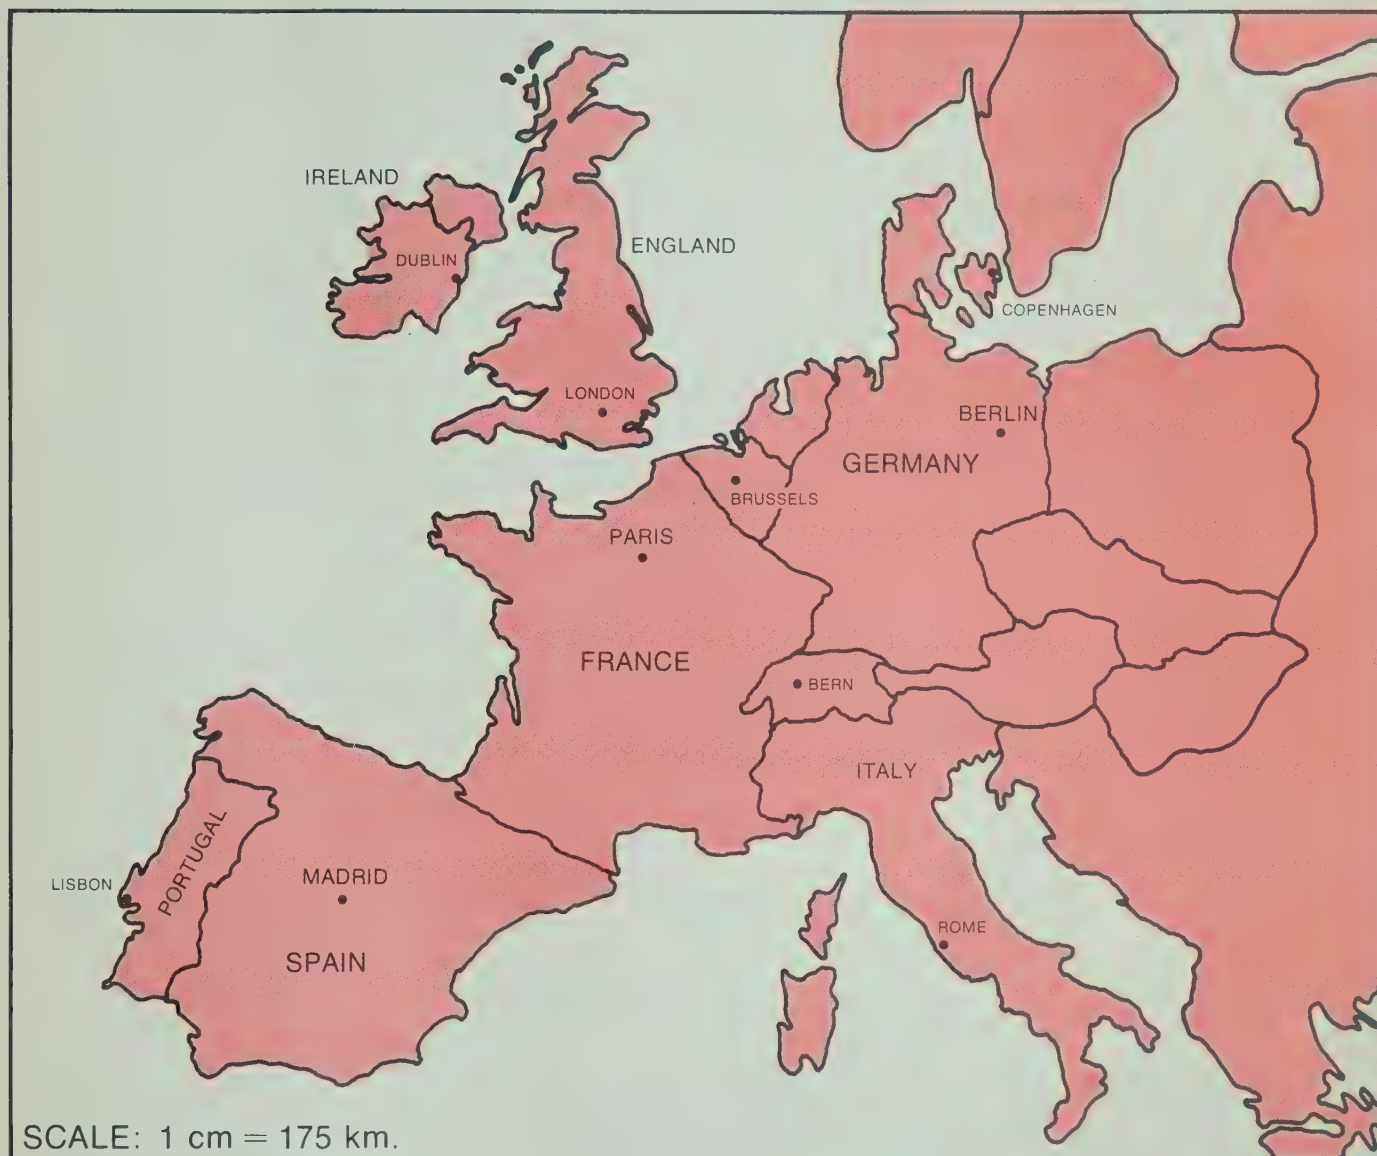 IRELAND
ENGLAND
DUBLIN
COPENHAGEN
LONDON
BERLIN
GERMANY
BRUSSELS
PARIS
FRANCE
BERN
ITALY
PORTUGAL
LISBON
MADRID
ROME
SPAIN
SCALE: 1 cm = 175 km.